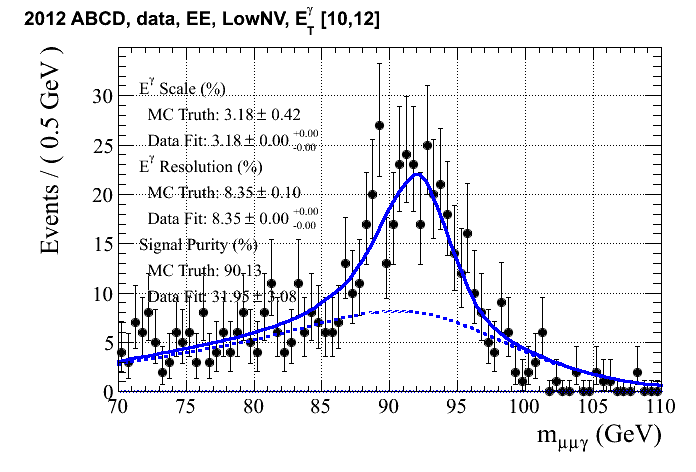 2012 ABCD, data, EE, LowNV, E_T^γ [10,12]
Events / ( 0.5 GeV )
E^γ Scale (%)
MC Truth: 3.18 ± 0.42
Data Fit: 3.18 ± 0.00 +0.00 -0.00
E^γ Resolution (%)
MC Truth: 8.35 ± 0.10
Data Fit: 8.35 ± 0.00 +0.00 -0.00
Signal Purity (%)
MC Truth: 90.13
Data Fit: 31.95 ± 3.08
30
25
20
15
10
5
0
70 75 80 85 90 95 100 105 110
m_μμγ (GeV)